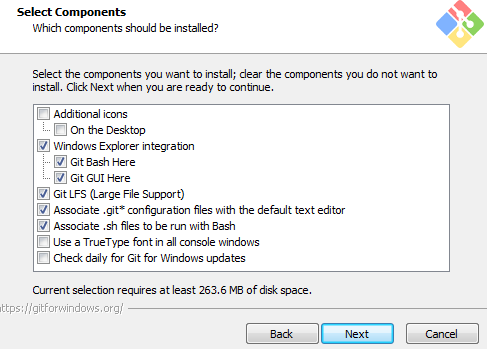 Select Components
Which components should be installed?
Select the components you want to install; clear the components you do not want to
install. Click Next when you are ready to continue.
Additional icons
On the Desktop
Windows Explorer integration
Git Bash Here
Git GUI Here
Git LFS (Large File Support)
Associate .git* configuration files with the default text editor
Associate .sh files to be run with Bash
Use a TrueType font in all console windows
Check daily for Git for Windows updates
Current selection requires at least 263.6 MB of disk space.
ttps://gitforwindows.org/
Back
Next
Cancel